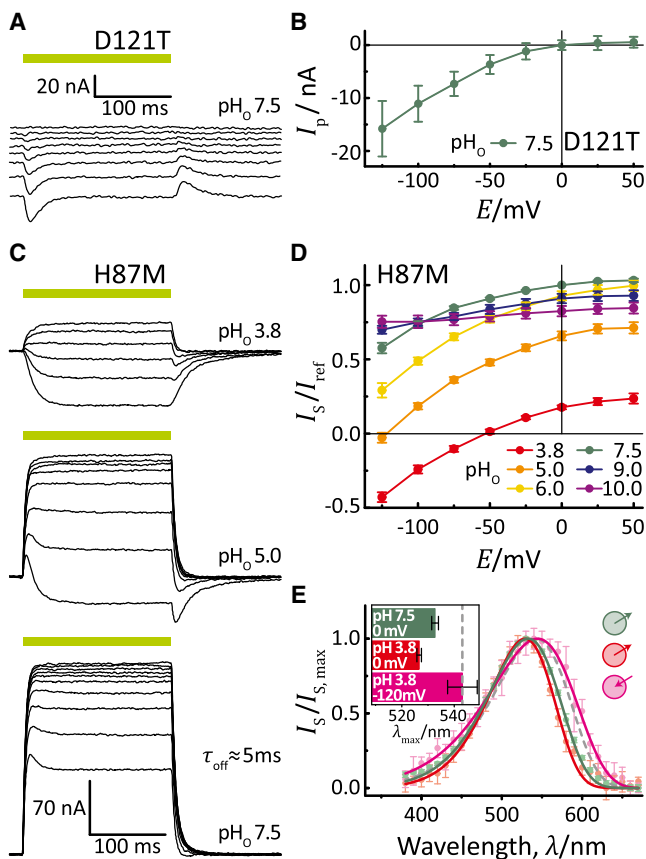 A
D121T
20 nA
100 ms
pHO 7.5
B
0
-10
-20
Ip / nA
pHO 7.5 D121T
-100 -50 0 50
E/mV
C
H87M
pHO 3.8
pHO 5.0
τoff≈5ms
70 nA
100 ms
pHO 7.5
D
H87M
1.0
0.5
0.0
-0.5
IS/Iref
pHO
3.8 7.5
5.0 9.0
6.0 10.0
-100 -50 0 50
E/mV
E
pH 7.5
0 mV
pH 3.8
0 mV
pH 3.8
-120mV
520 540
λmax/nm
1.0
0.5
0.0
IS/IS,max
400 500 600
Wavelength, λ/nm